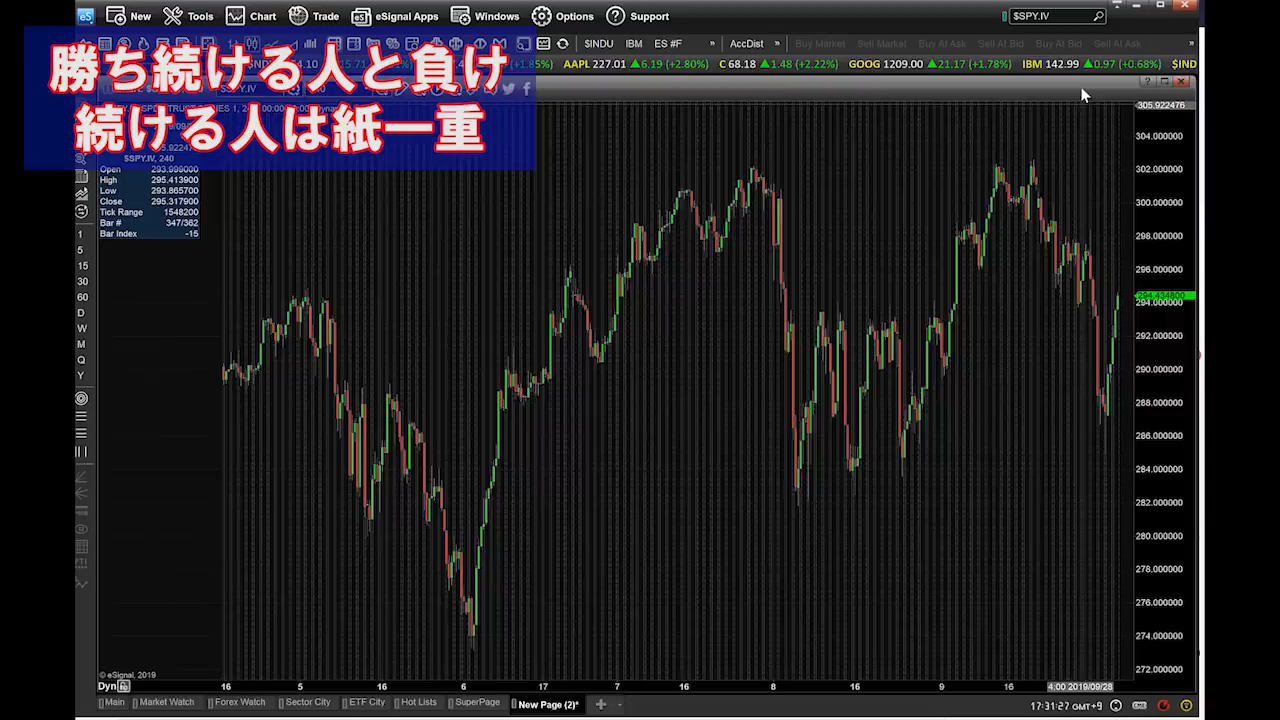 New Tools Chart Trade eSignal Apps Windows Options Support $SPY.IV
$INDU IBM ES #F » AccDist » Buy Market Sell Market Buy At Ask Sell At Bid Buy At Bid Sell At Ask »
AAPL 227.01 ▲6.19 (+2.80%) C 68.18 ▲1.48 (+2.22%) GOOG 1209.00 ▲21.17 (+1.78%) IBM 142.99 ▲0.97 (+0.68%) $IND
勝ち続ける人と負け
続ける人は紙一重
$SPY.IV, 240
Open 293.999000
High 295.413900
Low 293.865700
Close 295.317900
Tick Range 1548200
Bar # 347/362
Bar Index -15
1
5
15
30
60
D
W
M
Q
Y
305.922476
304.000000
302.000000
300.000000
298.000000
296.000000
294.434800
294.000000
292.000000
290.000000
288.000000
286.000000
284.000000
282.000000
280.000000
278.000000
276.000000
274.000000
272.000000
© eSignal, 2019
Dyn 16 5 16 6 17 7 16 8 16 9 16 4:00 2019/09/28
Main Market Watch Forex Watch Sector City ETF City Hot Lists SuperPage New Page (2)* 17:31:27 GMT+9